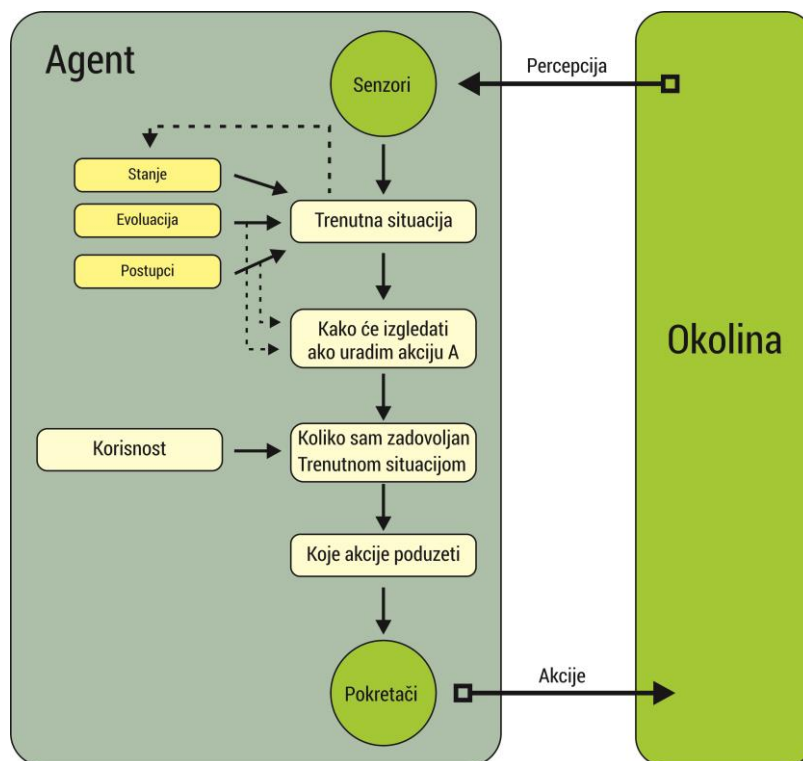 Agent
Senzori
Percepcija
Stanje
Evoluacija
Postupci
Trenutna situacija
Kako će izgledati
ako uradim akciju A
Okolina
Korisnost
Koliko sam zadovoljan
Trenutnom situacijom
Koje akcije poduzeti
Pokretači
Akcije